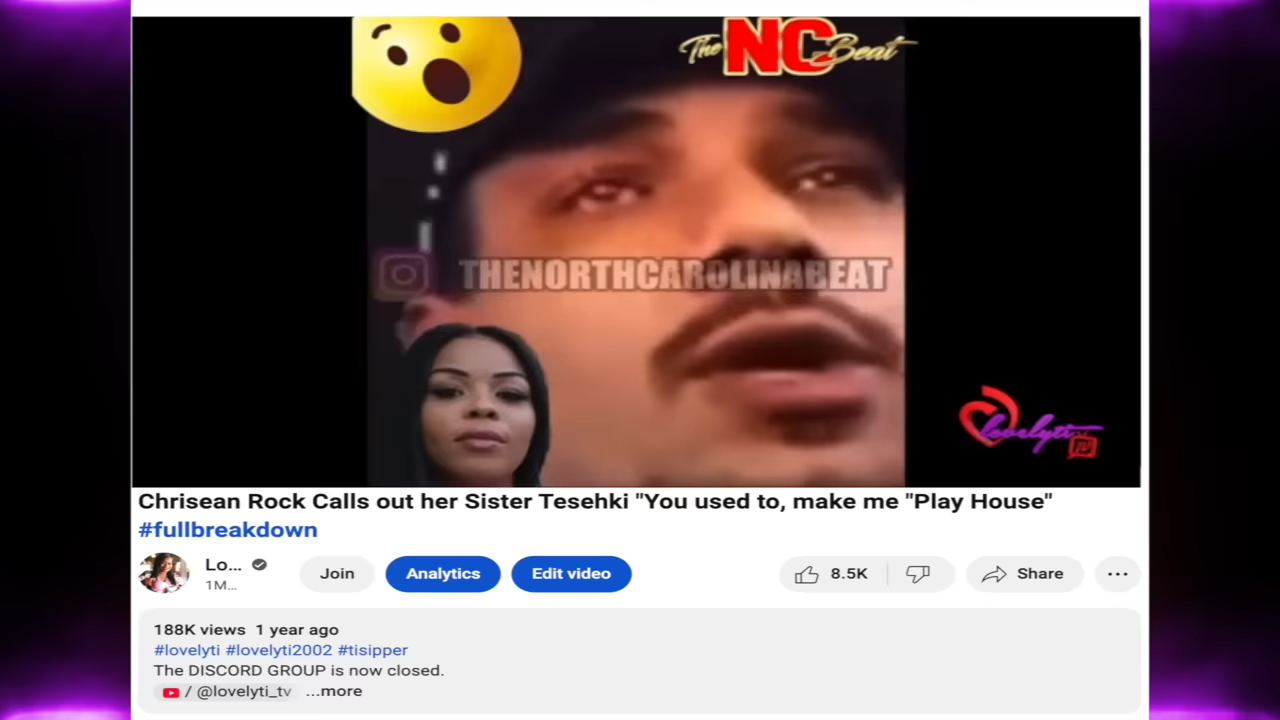 The NC Beat
THENORTHCAROLINABEAT
lovelyti TV
Chrisean Rock Calls out her Sister Tesehki "You used to, make me "Play House"
#fullbreakdown
Lo...
1M...
Join
Analytics
Edit video
8.5K
Share
188K views 1 year ago
#lovelyti #lovelyti2002 #tisipper
The DISCORD GROUP is now closed.
/ @lovelyti_tv ...more